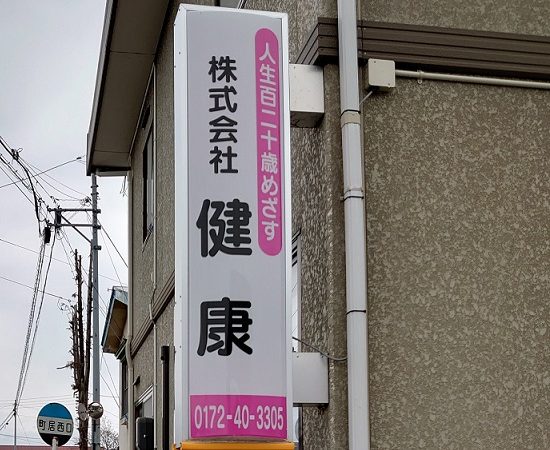 人生百二十歳めざす
株式会社
健康
0172-40-3305
町居西口